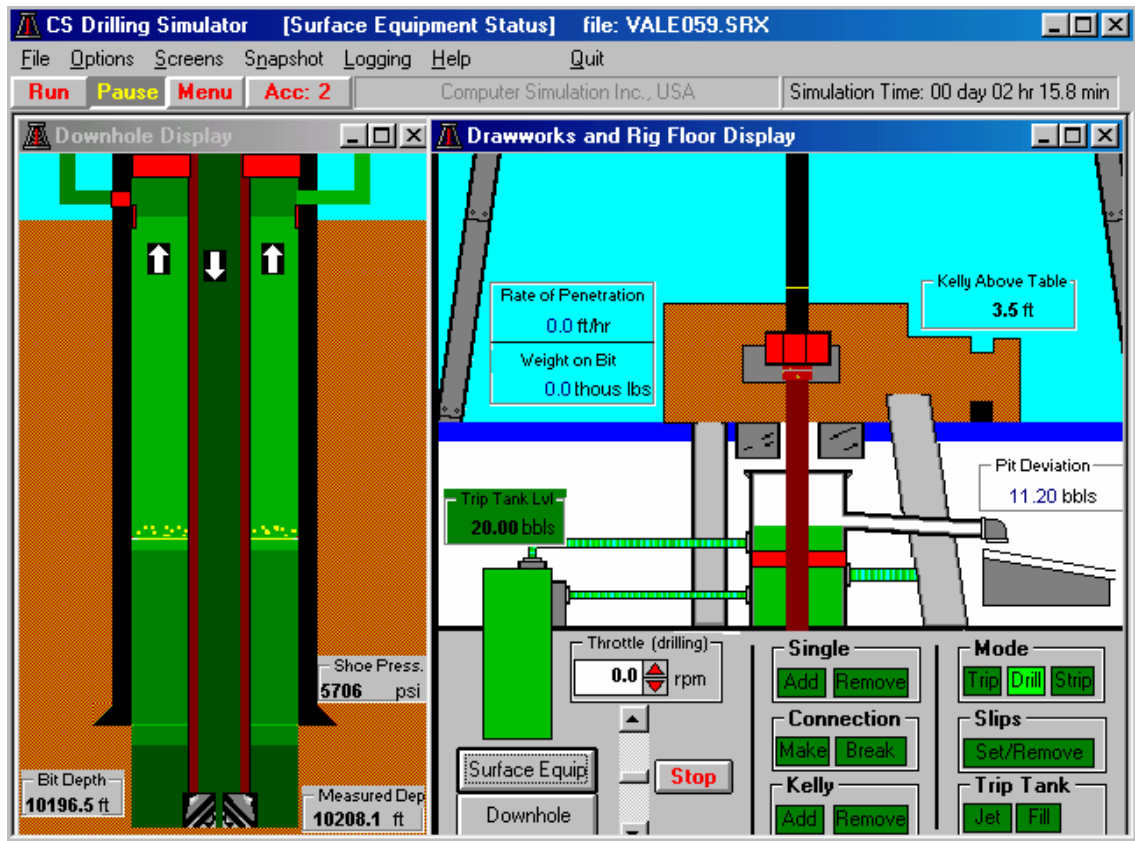 CS Drilling Simulator [Surface Equipment Status] file: VALE059.SRX
File Options Screens Snapshot Logging Help Quit
Run Pause Menu Acc: 2 Computer Simulation Inc., USA Simulation Time: 00 day 02 hr 15.8 min
Downhole Display
Shoe Press.
5706 psi
Bit Depth
10196.5 ft
Measured Dep
10208.1 ft
Drawworks and Rig Floor Display
Rate of Penetration
0.0 ft/hr
Weight on Bit
0.0 thous lbs
Kelly Above Table
3.5 ft
Pit Deviation
11.20 bbls
Trip Tank Lvl
20.00 bbls
Throttle (drilling)
0.0 rpm
Surface Equip
Downhole
Stop
Single
Add Remove
Connection
Make Break
Kelly
Add Remove
Mode
Trip Drill Strip
Slips
Set/Remove
Trip Tank
Jet Fill